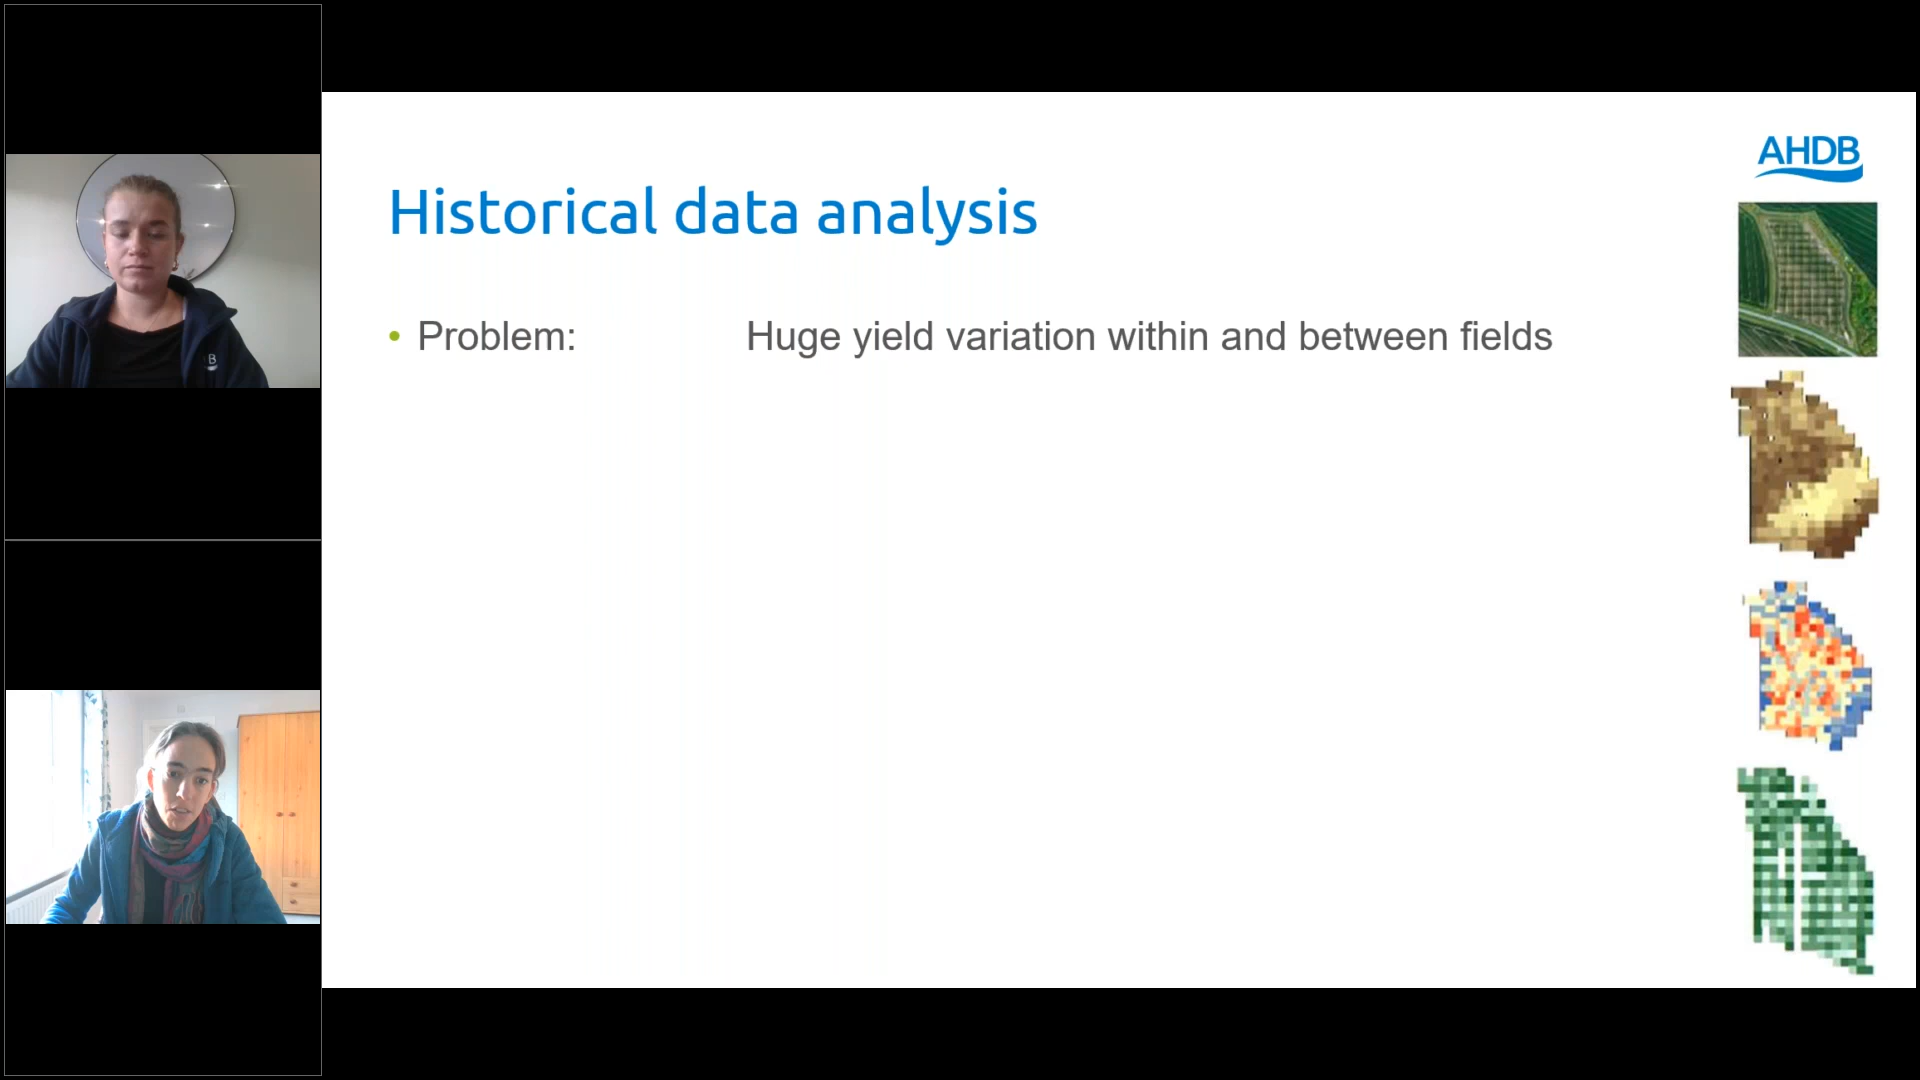 AHDB
Historical data analysis
• Problem: Huge yield variation within and between fields